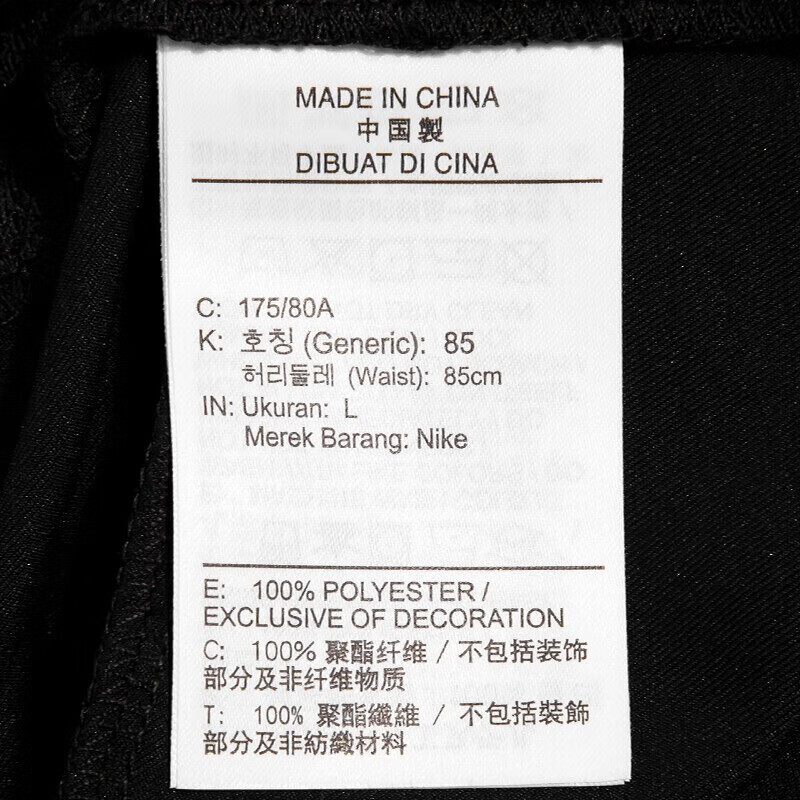 MADE IN CHINA
中国製
DIBUAT DI CINA
C: 175/80A
K: 호칭 (Generic): 85
허리둘레 (Waist): 85cm
IN: Ukuran: L
Merek Barang: Nike
E: 100% POLYESTER /
EXCLUSIVE OF DECORATION
C: 100% 聚酯纤维 / 不包括装饰
部分及非纤维物质
T: 100% 聚酯纖維 / 不包括裝飾
部分及非紡織材料